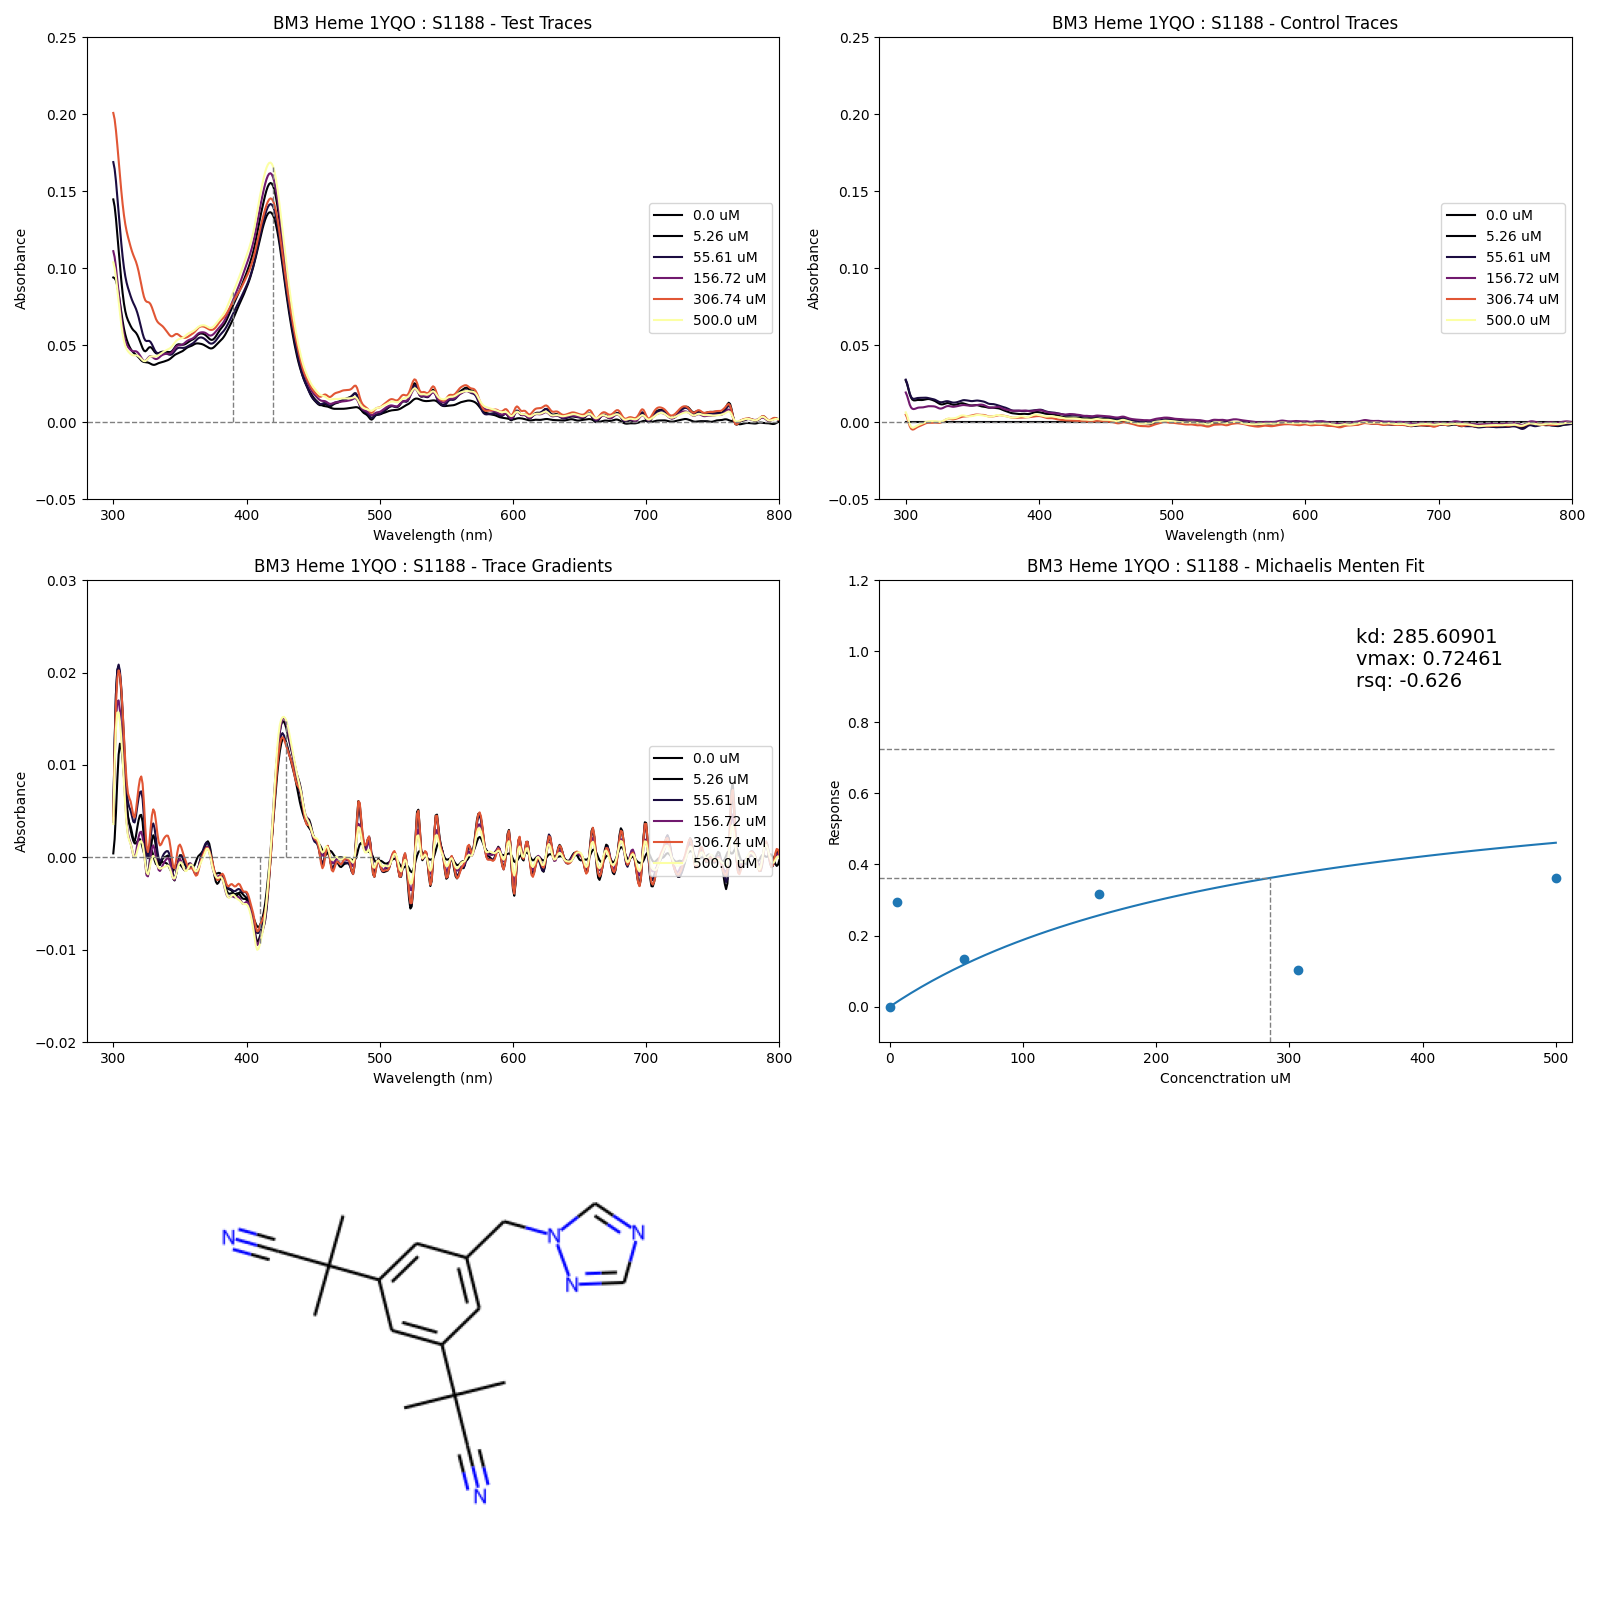 BM3 Heme 1YQO : S1188 - Test Traces
0.25
0.20
0.15
0.10
0.05
0.00
−0.05
Absorbance
300
400
500
600
700
800
Wavelength (nm)
0.0 uM
5.26 uM
55.61 uM
156.72 uM
306.74 uM
500.0 uM
BM3 Heme 1YQO : S1188 - Control Traces
0.25
0.20
0.15
0.10
0.05
0.00
−0.05
Absorbance
300
400
500
600
700
800
Wavelength (nm)
0.0 uM
5.26 uM
55.61 uM
156.72 uM
306.74 uM
500.0 uM
BM3 Heme 1YQO : S1188 - Trace Gradients
0.03
0.02
0.01
0.00
−0.01
−0.02
Absorbance
300
400
500
600
700
800
Wavelength (nm)
0.0 uM
5.26 uM
55.61 uM
156.72 uM
306.74 uM
500.0 uM
BM3 Heme 1YQO : S1188 - Michaelis Menten Fit
1.2
1.0
0.8
0.6
0.4
0.2
0.0
Response
kd: 285.60901
vmax: 0.72461
rsq: -0.626
0
100
200
300
400
500
Concenctration uM
N
N
N
N
N